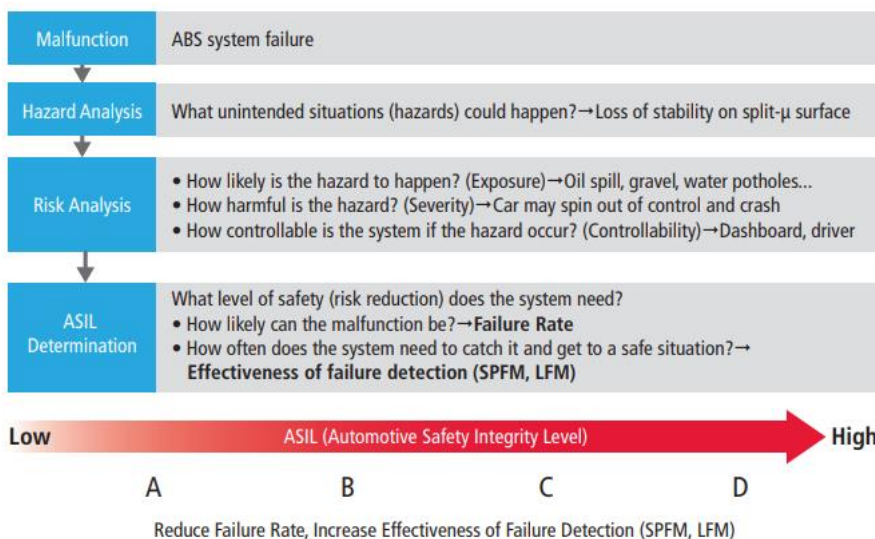 Malfunction
ABS system failure
Hazard Analysis
What unintended situations (hazards) could happen?→Loss of stability on split-μ surface
Risk Analysis
• How likely is the hazard to happen? (Exposure)→Oil spill, gravel, water potholes...
• How harmful is the hazard? (Severity)→Car may spin out of control and crash
• How controllable is the system if the hazard occur? (Controllability)→Dashboard, driver
ASIL
Determination
What level of safety (risk reduction) does the system need?
• How likely can the malfunction be?→Failure Rate
• How often does the system need to catch it and get to a safe situation?→
Effectiveness of failure detection (SPFM, LFM)
Low ASIL (Automotive Safety Integrity Level) High
A B C D
Reduce Failure Rate, Increase Effectiveness of Failure Detection (SPFM, LFM)